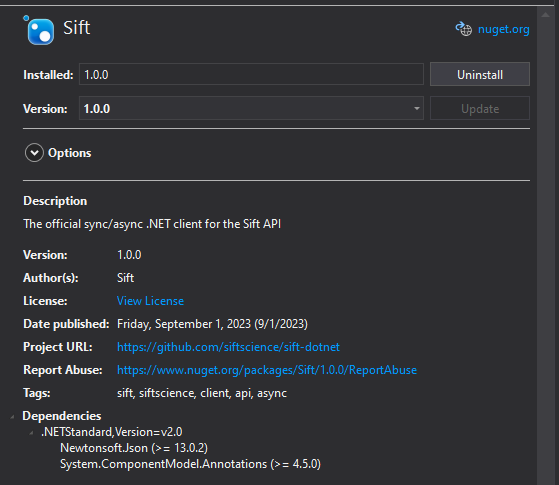 Sift
nuget.org
Installed: 1.0.0 Uninstall
Version: 1.0.0 Update
Options
Description
The official sync/async .NET client for the Sift API
Version: 1.0.0
Author(s): Sift
License: View License
Date published: Friday, September 1, 2023 (9/1/2023)
Project URL: https://github.com/siftscience/sift-dotnet
Report Abuse: https://www.nuget.org/packages/Sift/1.0.0/ReportAbuse
Tags: sift, siftscience, client, api, async
Dependencies
.NETStandard,Version=v2.0
Newtonsoft.Json (>= 13.0.2)
System.ComponentModel.Annotations (>= 4.5.0)